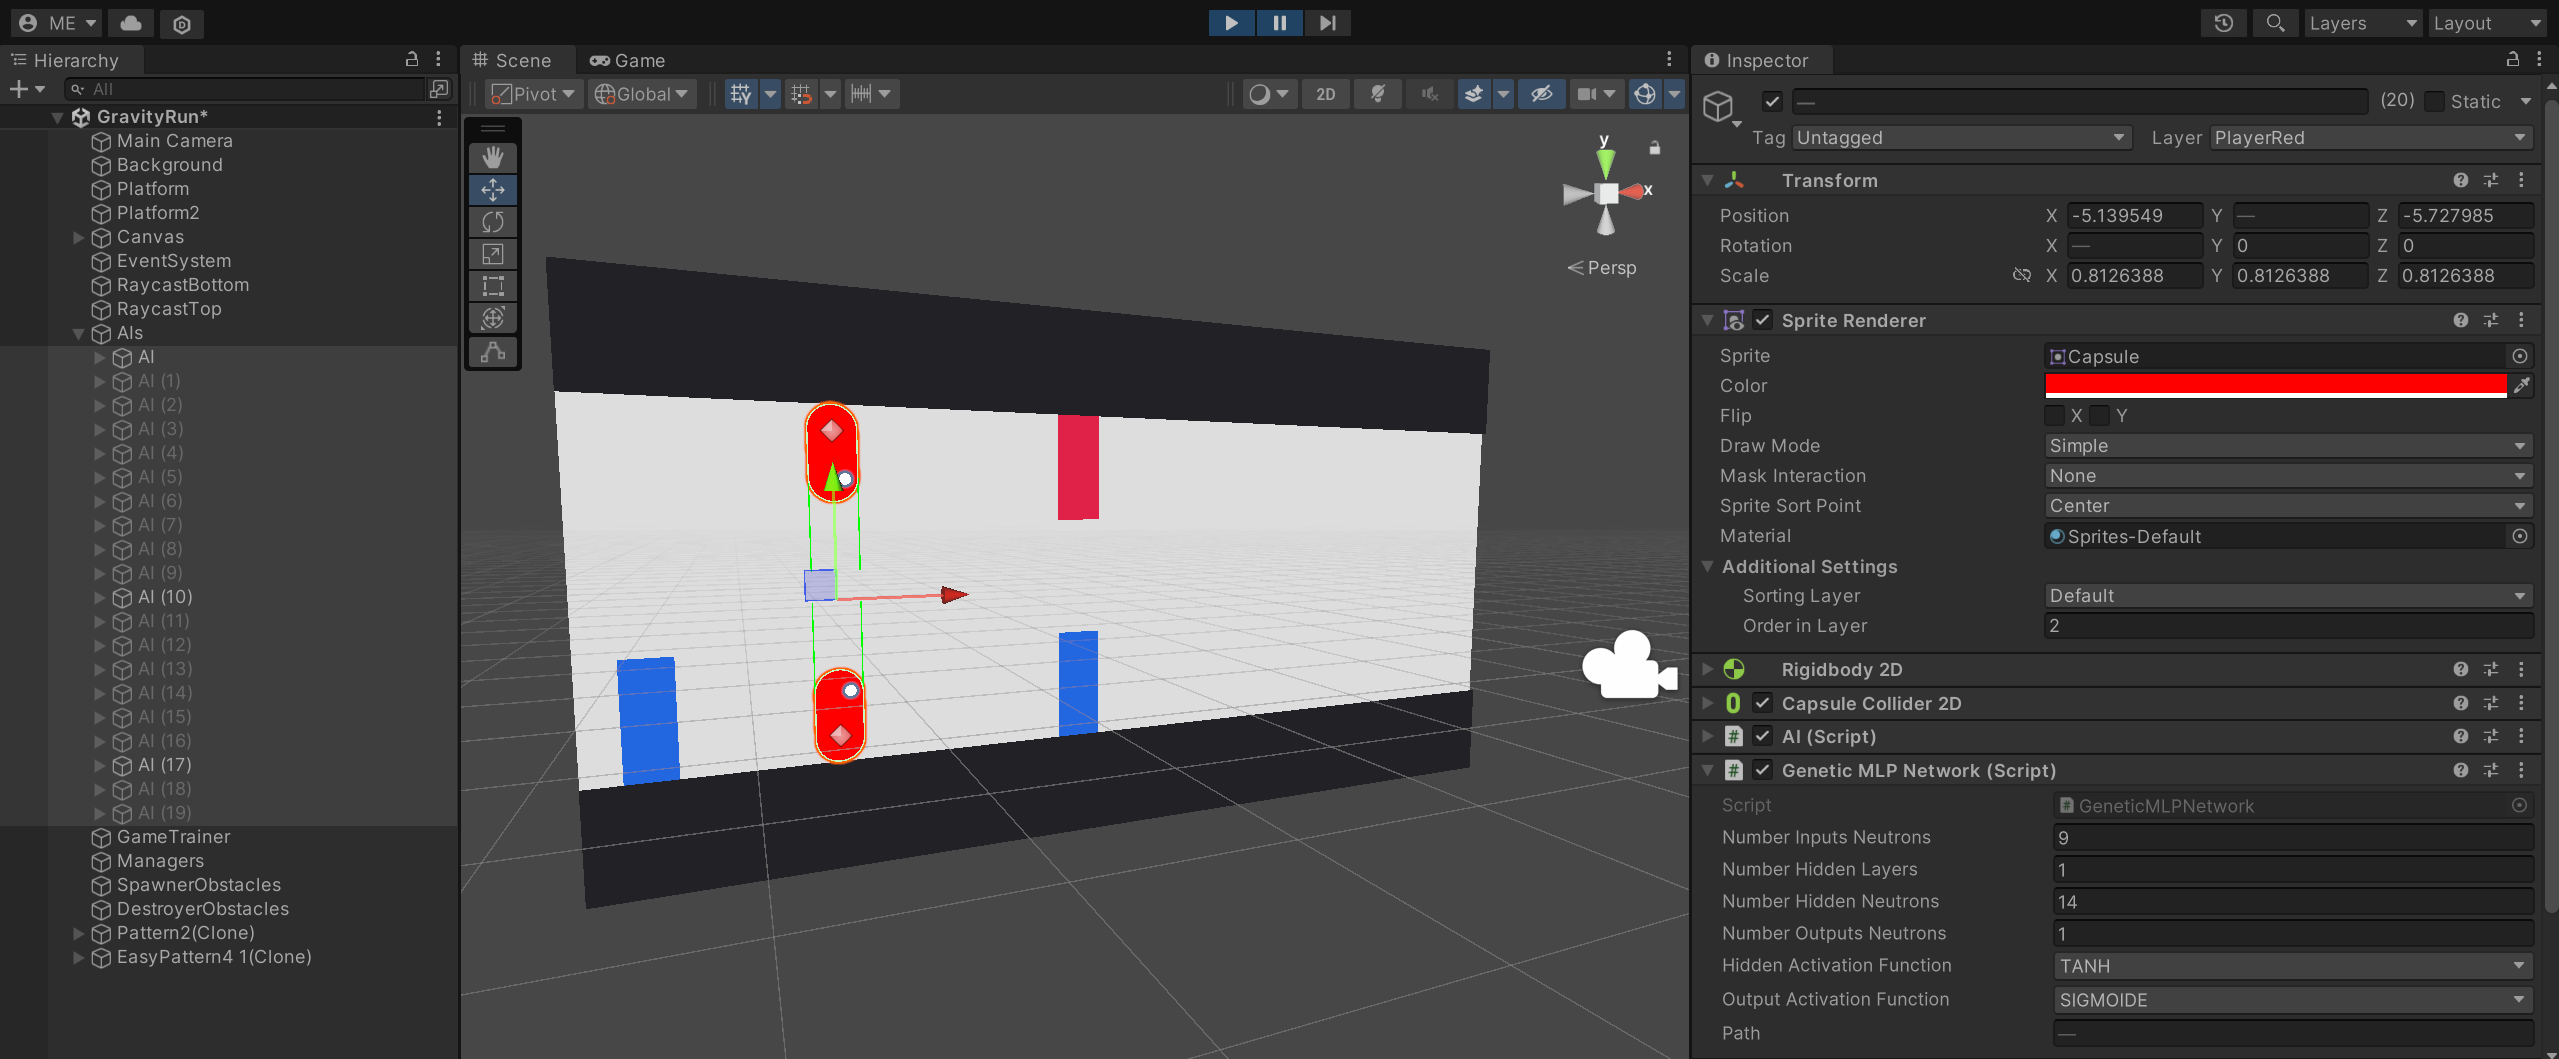 ME
Layers
Layout
Hierarchy
All
GravityRun*
Main Camera
Background
Platform
Platform2
Canvas
EventSystem
RaycastBottom
RaycastTop
AIs
AI
AI (1)
AI (2)
AI (3)
AI (4)
AI (5)
AI (6)
AI (7)
AI (8)
AI (9)
AI (10)
AI (11)
AI (12)
AI (13)
AI (14)
AI (15)
AI (16)
AI (17)
AI (18)
AI (19)
GameTrainer
Managers
SpawnerObstacles
DestroyerObstacles
Pattern2(Clone)
EasyPattern4 1(Clone)
Scene Game
Pivot Global 2D
y
x
Persp
Inspector
— (20) Static
Tag Untagged Layer PlayerRed
Transform
Position X -5.139549 Y — Z -5.727985
Rotation X — Y 0 Z 0
Scale X 0.8126388 Y 0.8126388 Z 0.8126388
Sprite Renderer
Sprite Capsule
Color
Flip X Y
Draw Mode Simple
Mask Interaction None
Sprite Sort Point Center
Material Sprites-Default
Additional Settings
Sorting Layer Default
Order in Layer 2
Rigidbody 2D
Capsule Collider 2D
# AI (Script)
# Genetic MLP Network (Script)
Script # GeneticMLPNetwork
Number Inputs Neutrons 9
Number Hidden Layers 1
Number Hidden Neutrons 14
Number Outputs Neutrons 1
Hidden Activation Function TANH
Output Activation Function SIGMOIDE
Path —